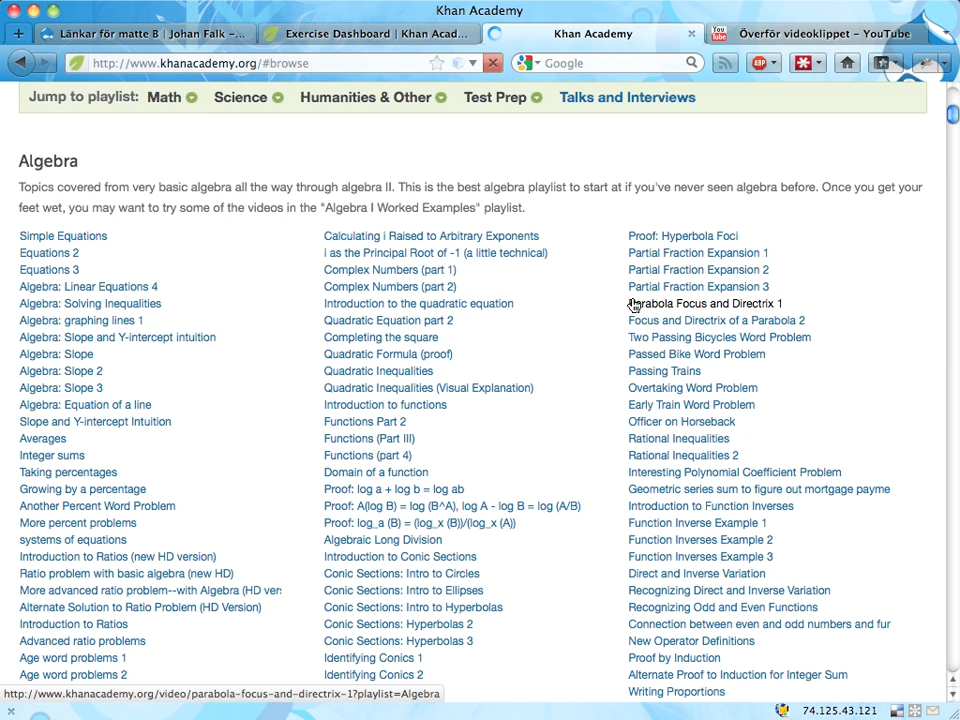 Khan Academy
Länkar för matte B | Johan Falk -...
Exercise Dashboard | Khan Acad...
Khan Academy
Överför videoklippet - YouTube
http://www.khanacademy.org/#browse
Google
Jump to playlist: Math Science Humanities & Other Test Prep Talks and Interviews
Algebra
Topics covered from very basic algebra all the way through algebra II. This is the best algebra playlist to start at if you've never seen algebra before. Once you get your
feet wet, you may want to try some of the videos in the "Algebra I Worked Examples" playlist.
Simple Equations
Equations 2
Equations 3
Algebra: Linear Equations 4
Algebra: Solving Inequalities
Algebra: graphing lines 1
Algebra: Slope and Y-intercept intuition
Algebra: Slope
Algebra: Slope 2
Algebra: Slope 3
Algebra: Equation of a line
Slope and Y-intercept Intuition
Averages
Integer sums
Taking percentages
Growing by a percentage
Another Percent Word Problem
More percent problems
systems of equations
Introduction to Ratios (new HD version)
Ratio problem with basic algebra (new HD)
More advanced ratio problem--with Algebra (HD vers
Alternate Solution to Ratio Problem (HD Version)
Introduction to Ratios
Advanced ratio problems
Age word problems 1
Age word problems 2
Calculating i Raised to Arbitrary Exponents
i as the Principal Root of -1 (a little technical)
Complex Numbers (part 1)
Complex Numbers (part 2)
Introduction to the quadratic equation
Quadratic Equation part 2
Completing the square
Quadratic Formula (proof)
Quadratic Inequalities
Quadratic Inequalities (Visual Explanation)
Introduction to functions
Functions Part 2
Functions (Part III)
Functions (part 4)
Domain of a function
Proof: log a + log b = log ab
Proof: A(log B) = log (B^A), log A - log B = log (A/B)
Proof: log_a (B) = (log_x (B))/(log_x (A))
Algebraic Long Division
Introduction to Conic Sections
Conic Sections: Intro to Circles
Conic Sections: Intro to Ellipses
Conic Sections: Intro to Hyperbolas
Conic Sections: Hyperbolas 2
Conic Sections: Hyperbolas 3
Identifying Conics 1
Identifying Conics 2
Proof: Hyperbola Foci
Partial Fraction Expansion 1
Partial Fraction Expansion 2
Partial Fraction Expansion 3
Parabola Focus and Directrix 1
Focus and Directrix of a Parabola 2
Two Passing Bicycles Word Problem
Passed Bike Word Problem
Passing Trains
Overtaking Word Problem
Early Train Word Problem
Officer on Horseback
Rational Inequalities
Rational Inequalities 2
Interesting Polynomial Coefficient Problem
Geometric series sum to figure out mortgage payme
Introduction to Function Inverses
Function Inverse Example 1
Function Inverses Example 2
Function Inverses Example 3
Direct and Inverse Variation
Recognizing Direct and Inverse Variation
Recognizing Odd and Even Functions
Connection between even and odd numbers and fur
New Operator Definitions
Proof by Induction
Alternate Proof to Induction for Integer Sum
Writing Proportions
http://www.khanacademy.org/video/parabola-focus-and-directrix-1?playlist=Algebra
74.125.43.121